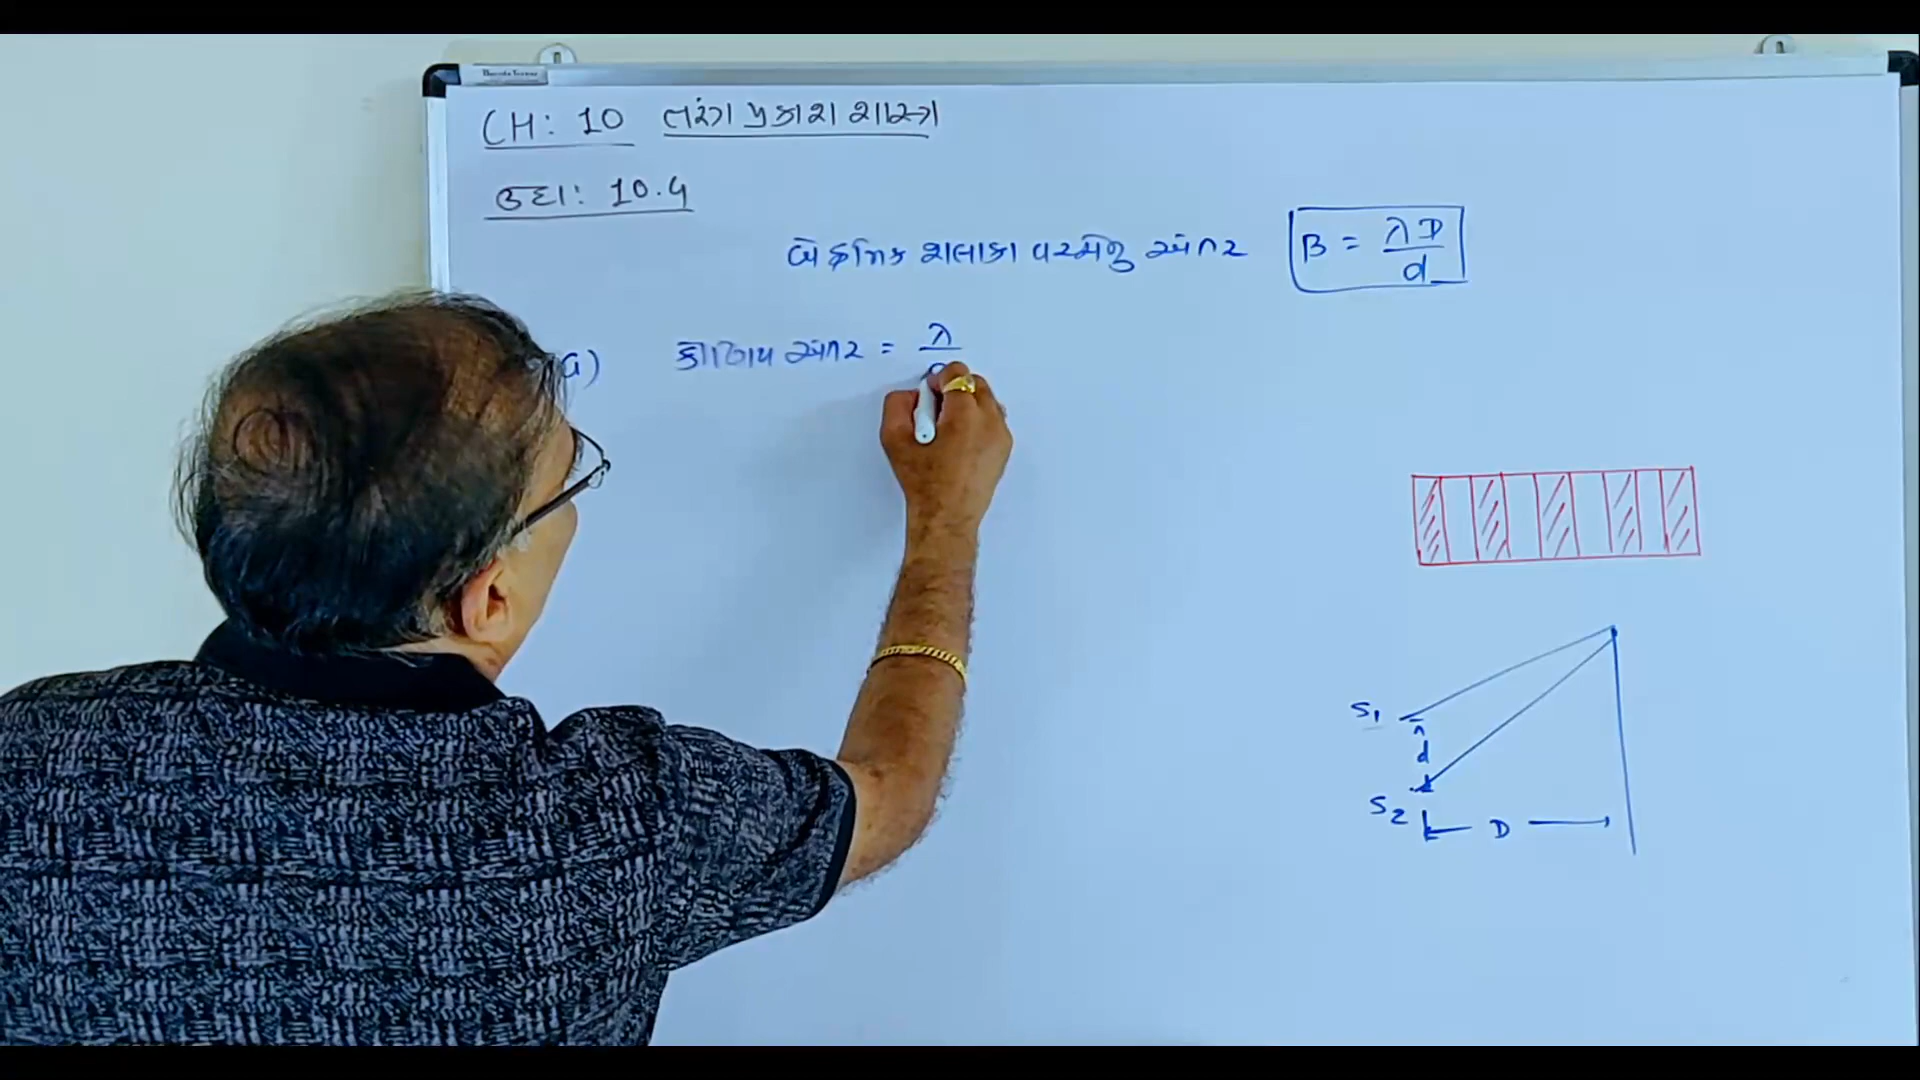 CH: 10 તરંગ પ્રકાશ શાસ્ત્ર
ઉદા: 10.4
બે ક્રમિક શલાકા વચ્ચેનું અંતર B = λD/d
a) કોણીય અંતર = λ/
S1
d
S2
D